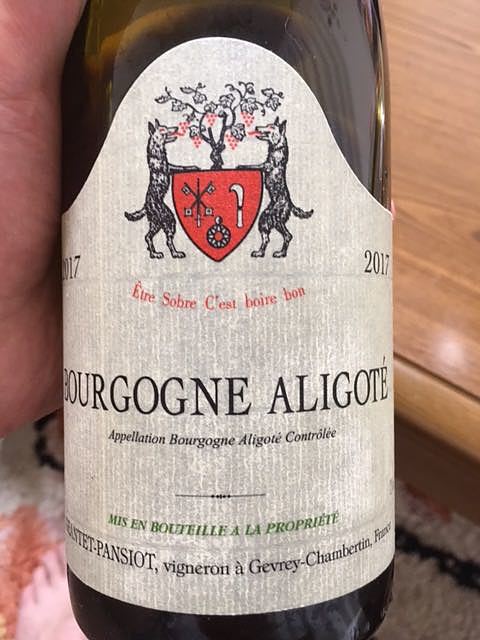 2017
Être Sobre C'est boire bon
BOURGOGNE ALIGOTÉ
Appellation Bourgogne Aligoté Contrôlée
MIS EN BOUTEILLE A LA PROPRIÉTÉ
PANSIOT, vigneron à Gevrey-Chambertin, France